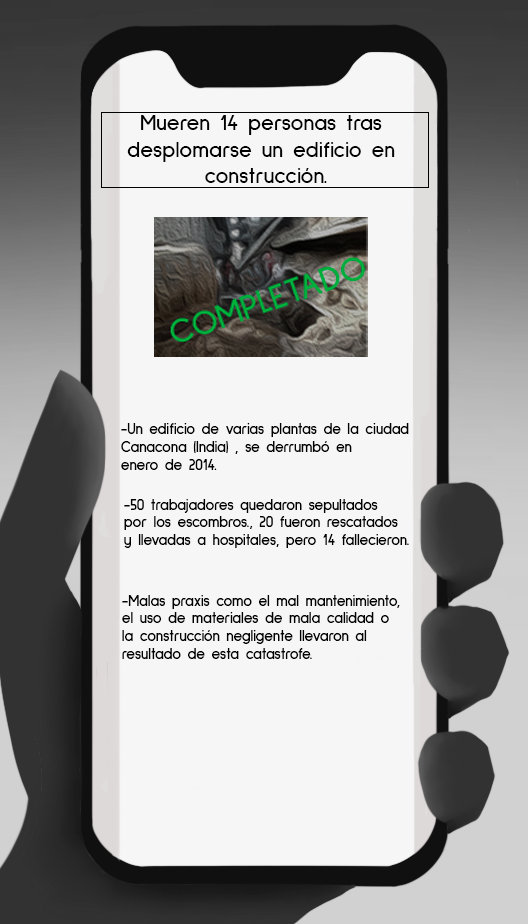 Mueren 14 personas tras
desplomarse un edificio en
construcción.
COMPLETADO
-Un edificio de varias plantas de la ciudad
Canacona (India) , se derrumbó en
enero de 2014.
-50 trabajadores quedaron sepultados
por los escombros., 20 fueron rescatados
y llevadas a hospitales, pero 14 fallecieron.
-Malas praxis como el mal mantenimiento,
el uso de materiales de mala calidad o
la construcción negligente llevaron al
resultado de esta catastrofe.